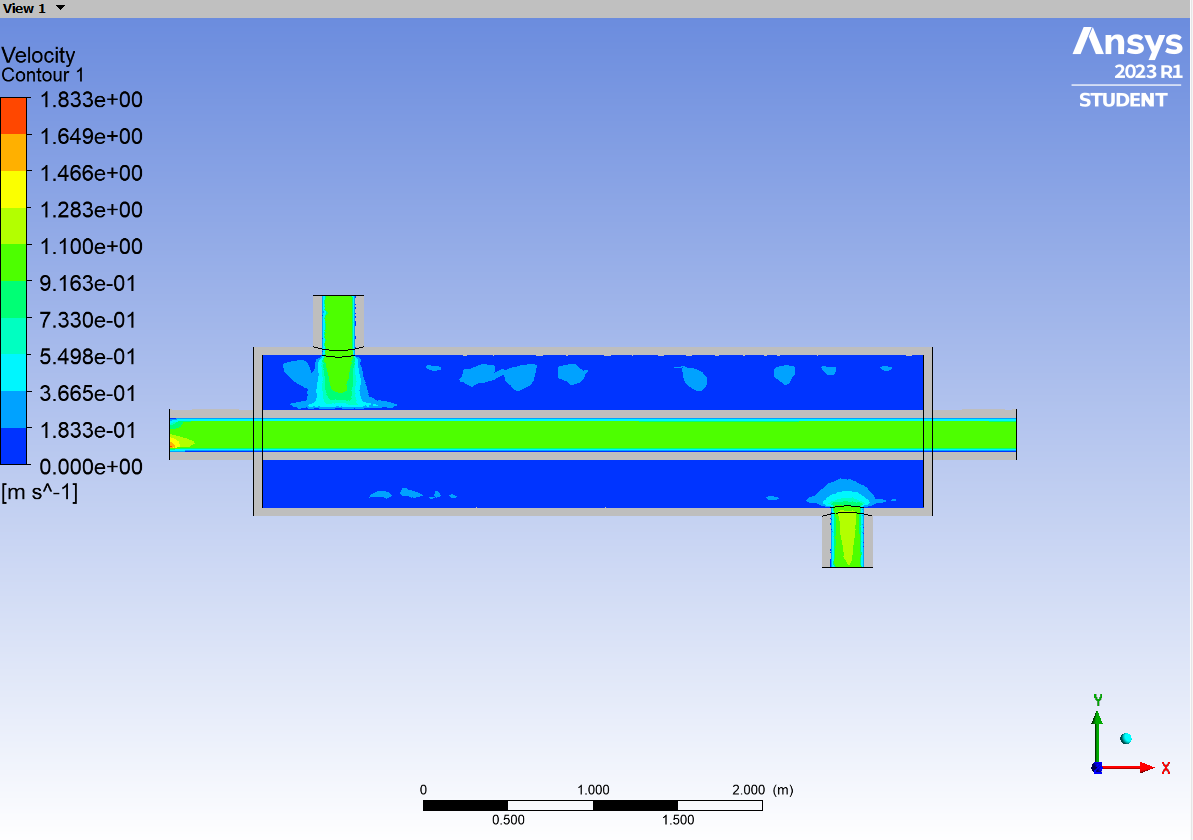 View 1
Ansys
2023 R1
STUDENT
Velocity
Contour 1
1.833e+00
1.649e+00
1.466e+00
1.283e+00
1.100e+00
9.163e-01
7.330e-01
5.498e-01
3.665e-01
1.833e-01
0.000e+00
[m s^-1]
Y
X
0 1.000 2.000 (m)
0.500 1.500